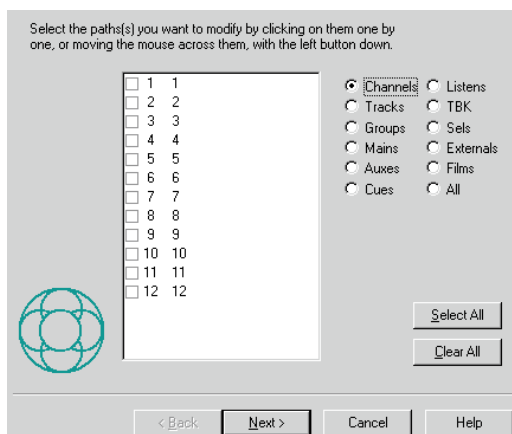 Select the paths(s) you want to modify by clicking on them one by
one, or moving the mouse across them, with the left button down.
1 1
2 2
3 3
4 4
5 5
6 6
7 7
8 8
9 9
10 10
11 11
12 12
Channels Listens
Tracks TBK
Groups Sels
Mains Externals
Auxes Films
Cues All
Select All
Clear All
< Back Next > Cancel Help